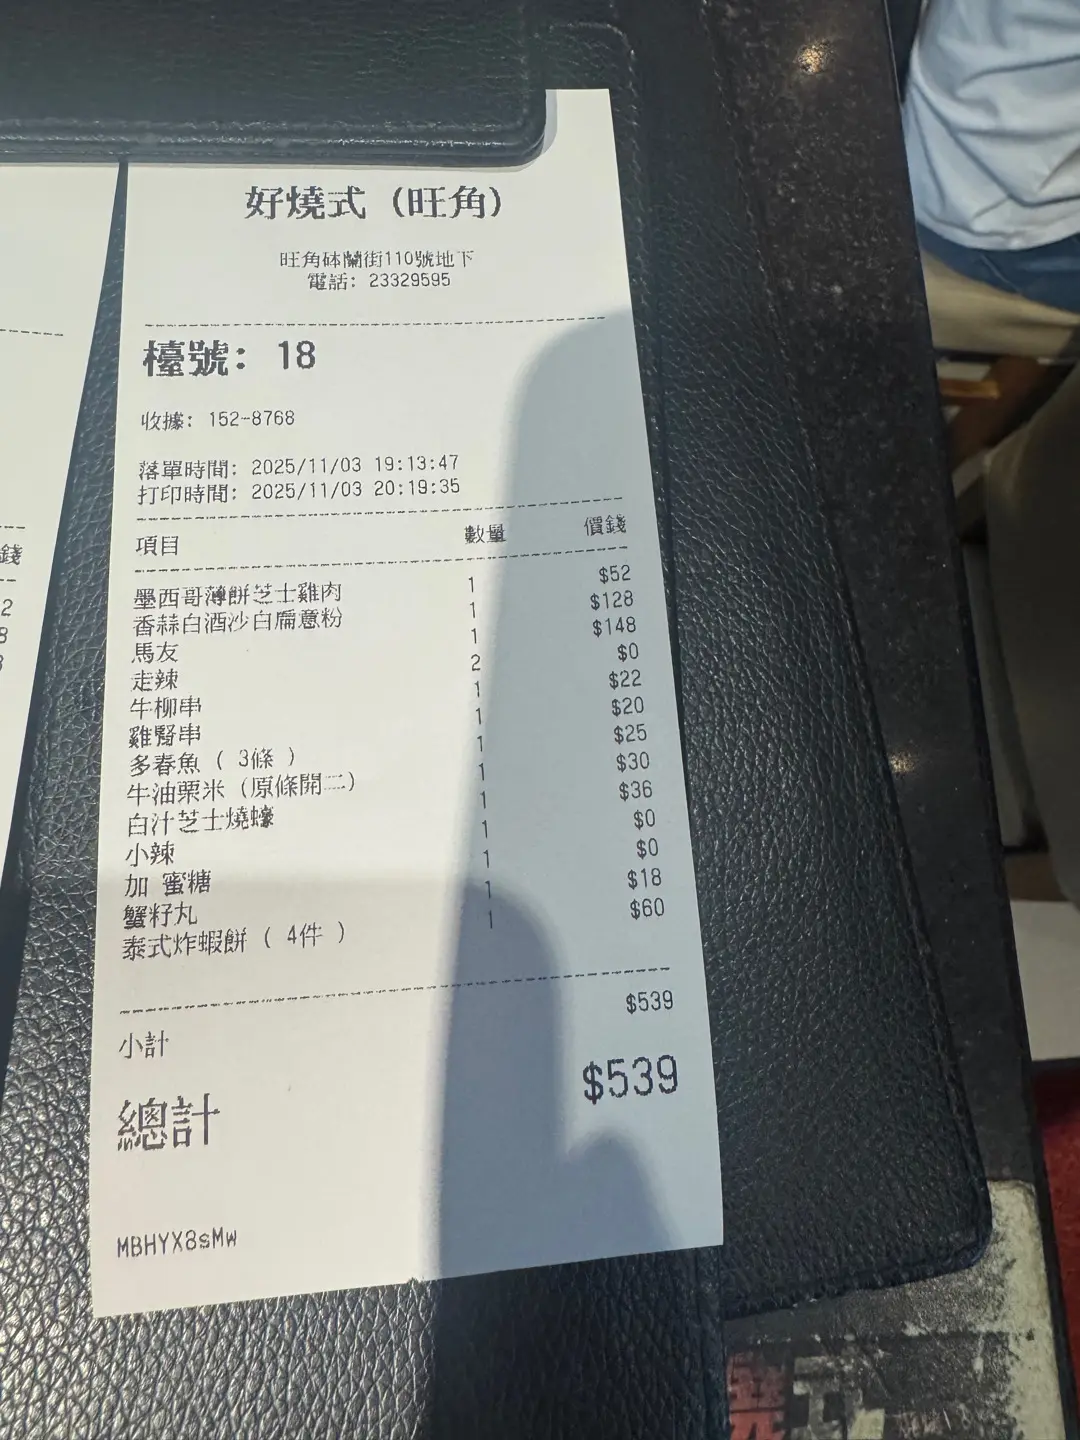 好燒式 (旺角)
旺角砵蘭街110號地下
電話: 23329595
檯號: 18
收據: 152-8768
落單時間: 2025/11/03 19:13:47
打印時間: 2025/11/03 20:19:35
項目 數量 價錢
墨西哥薄餅芝士雞肉 1 $52
香蒜白酒沙白扁意粉 1 $128
馬友 1 $148
走辣 2 $0
牛柳串 1 $22
雞腎串 1 $20
多春魚 ( 3條 ) 1 $25
牛油粟米 (原條開二) 1 $30
白汁芝士燒蠔 1 $36
小辣 1 $0
加 蜜糖 1 $0
蟹籽丸 1 $18
泰式炸蝦餅 ( 4件 ) 1 $60
小計 $539
總計 $539
MBHYX8sMw
錢
2
8